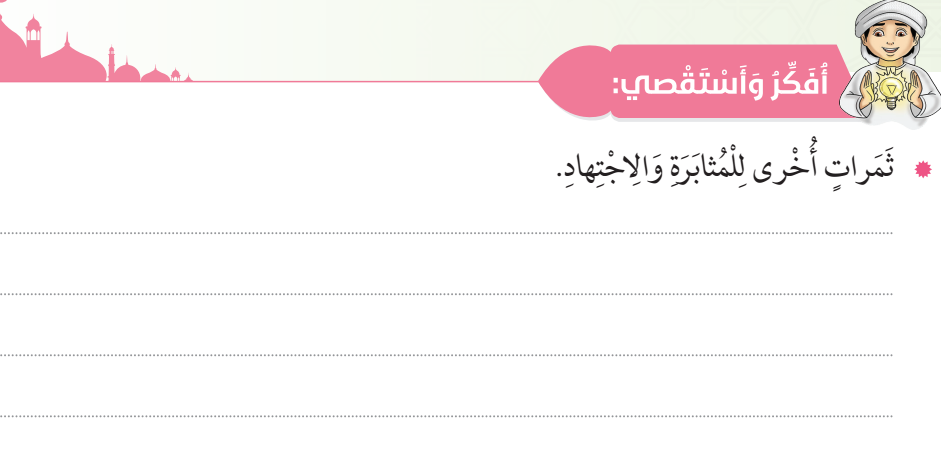 أُفَكِّرُ وَأَسْتَقْصي:
ثَمَراتٍ أُخْرى لِلْمُثابَرَةِ وَالِاجْتِهادِ.